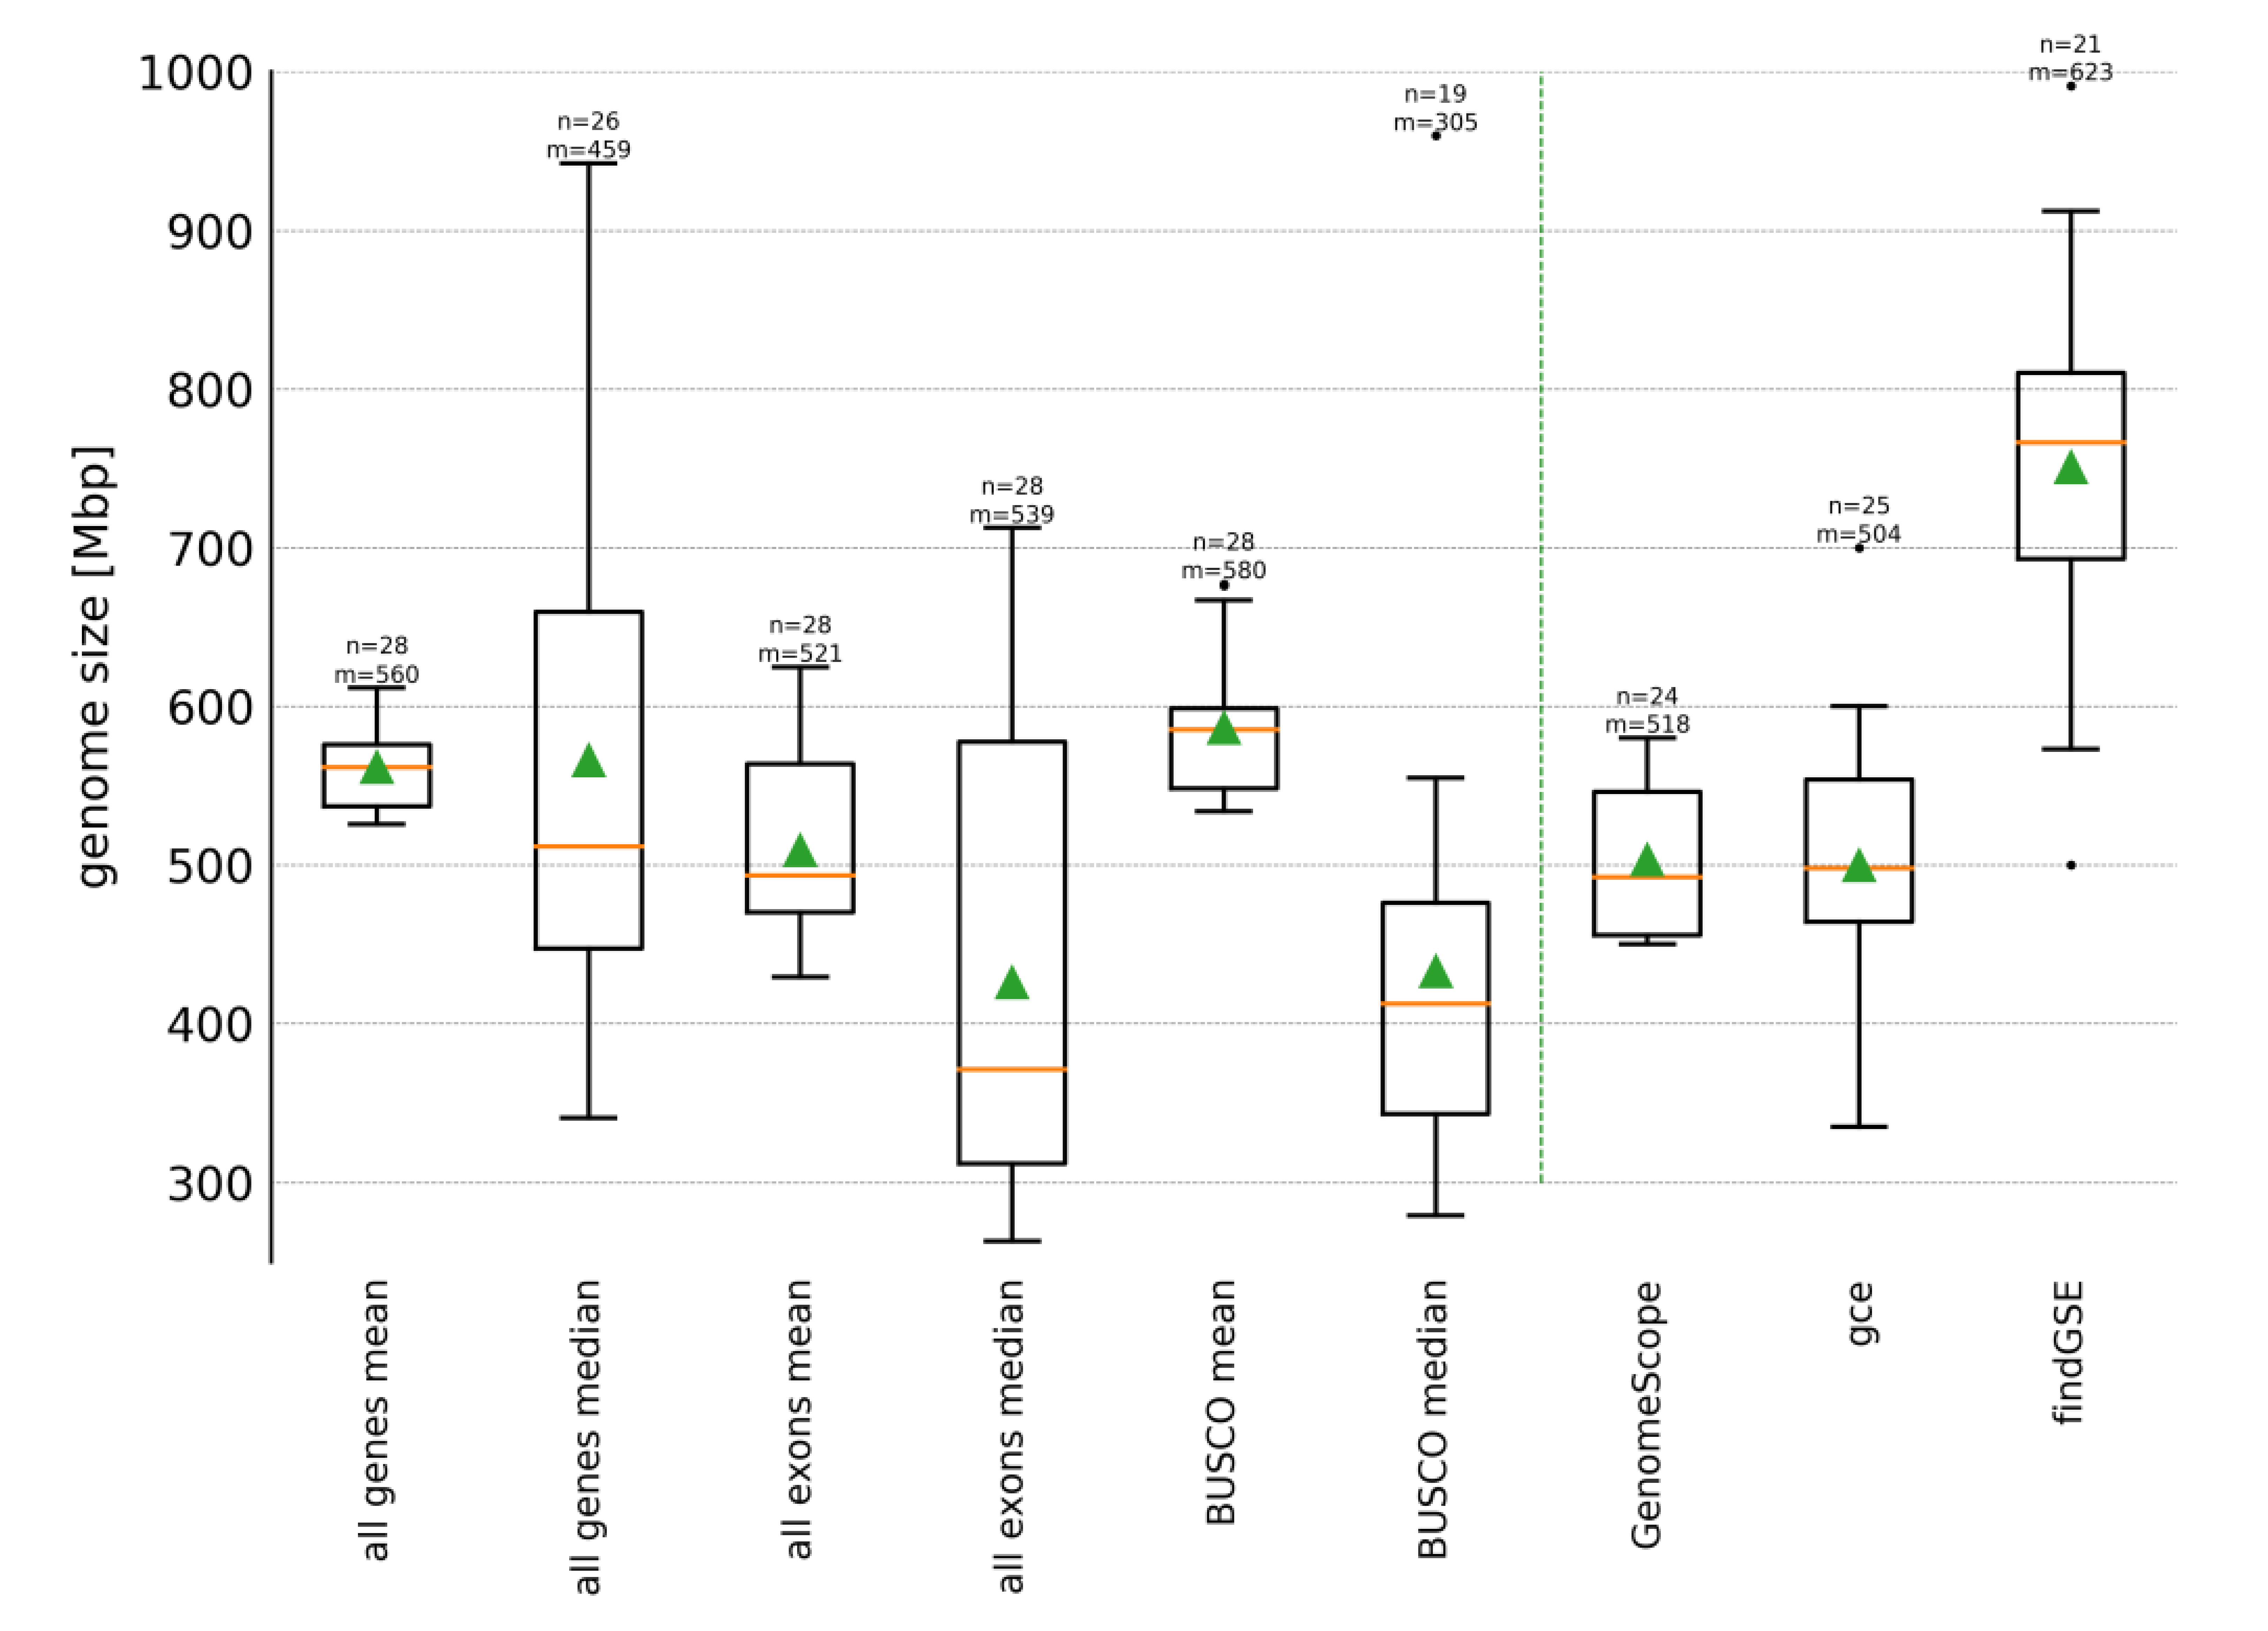 genome size [Mbp]
1000
900
800
700
600
500
400
300
n=28
m=560
n=26
m=459
n=28
m=521
n=28
m=539
n=28
m=580
n=19
m=305
n=24
m=518
n=25
m=504
n=21
m=623
all genes mean
all genes median
all exons mean
all exons median
BUSCO mean
BUSCO median
GenomeScope
gce
findGSE